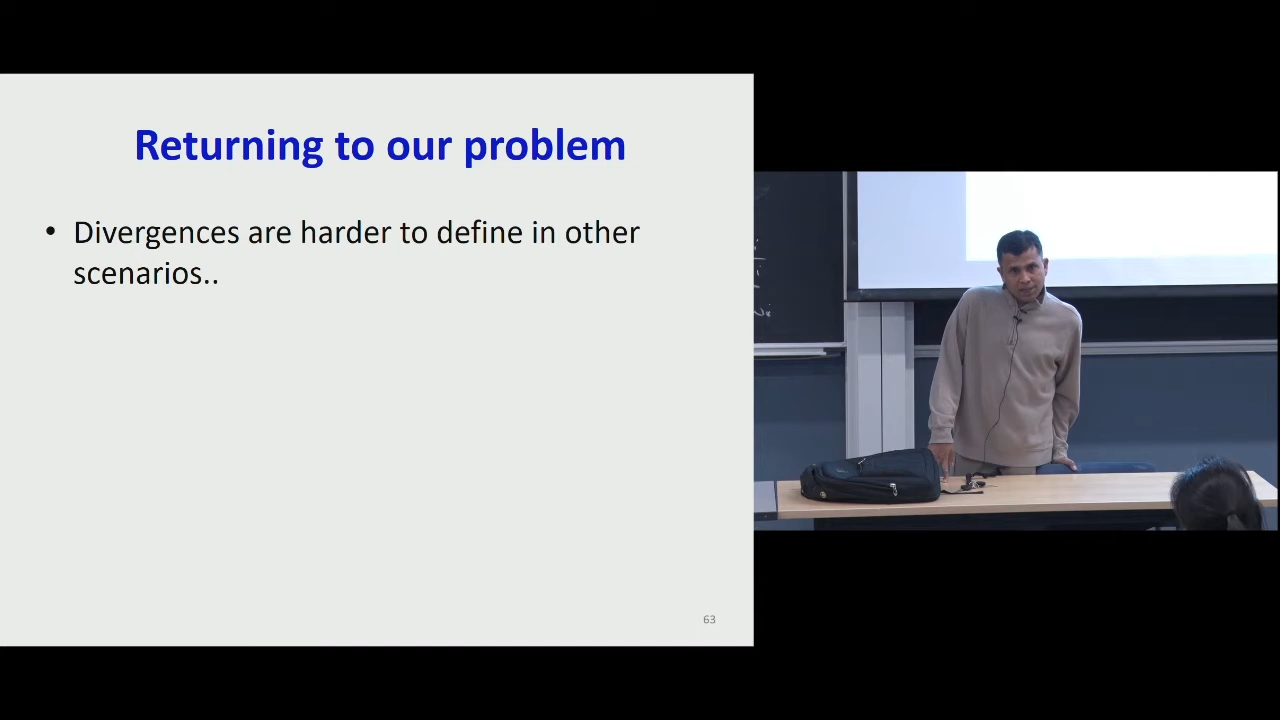 Returning to our problem
• Divergences are harder to define in other
scenarios..
63